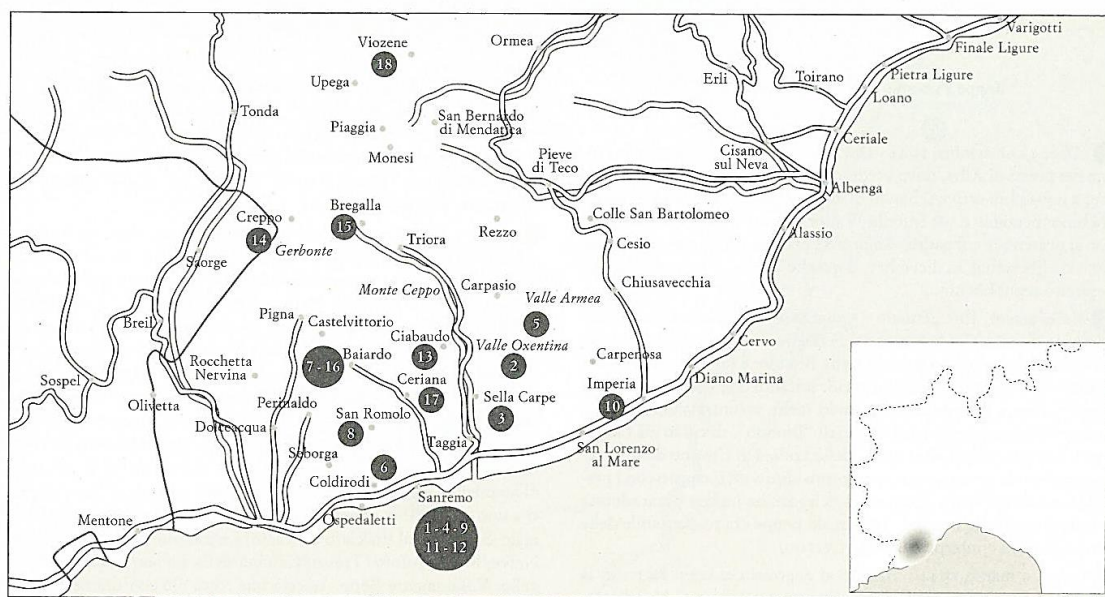 Varigotti
Finale Ligure
Viozene
18
Ormea
Upega
Erli
Toirano
Pietra Ligure
Loano
Tonda
Piaggia
San Bernardo
di Mendatica
Monesi
Ceriale
Cisano
sul Neva
Pieve
di Teco
Albenga
Creppo
14
Gerbonte
Bregalla
15
Triora
Rezzo
Colle San Bartolomeo
Cesio
Alassio
Saorge
Monte Ceppo
Carpasio
Chiusavecchia
Valle Armea
5
Breil
Pigna
Castelvittorio
Ciabaudo
13
Valle Oxentina
2
Cervo
7 - 16
Baiardo
Carpenosa
Rocchetta
Nervina
Sospel
Olivetta
Ceriana
17
Sella Carpe
3
Imperia
10
Diano Marina
Perinaldo
San Romolo
8
Dolceacqua
Taggia
San Lorenzo
al Mare
Seborga
6
Coldirodi
Sanremo
Ospedaletti
Mentone
1 - 4 - 9
11 - 12